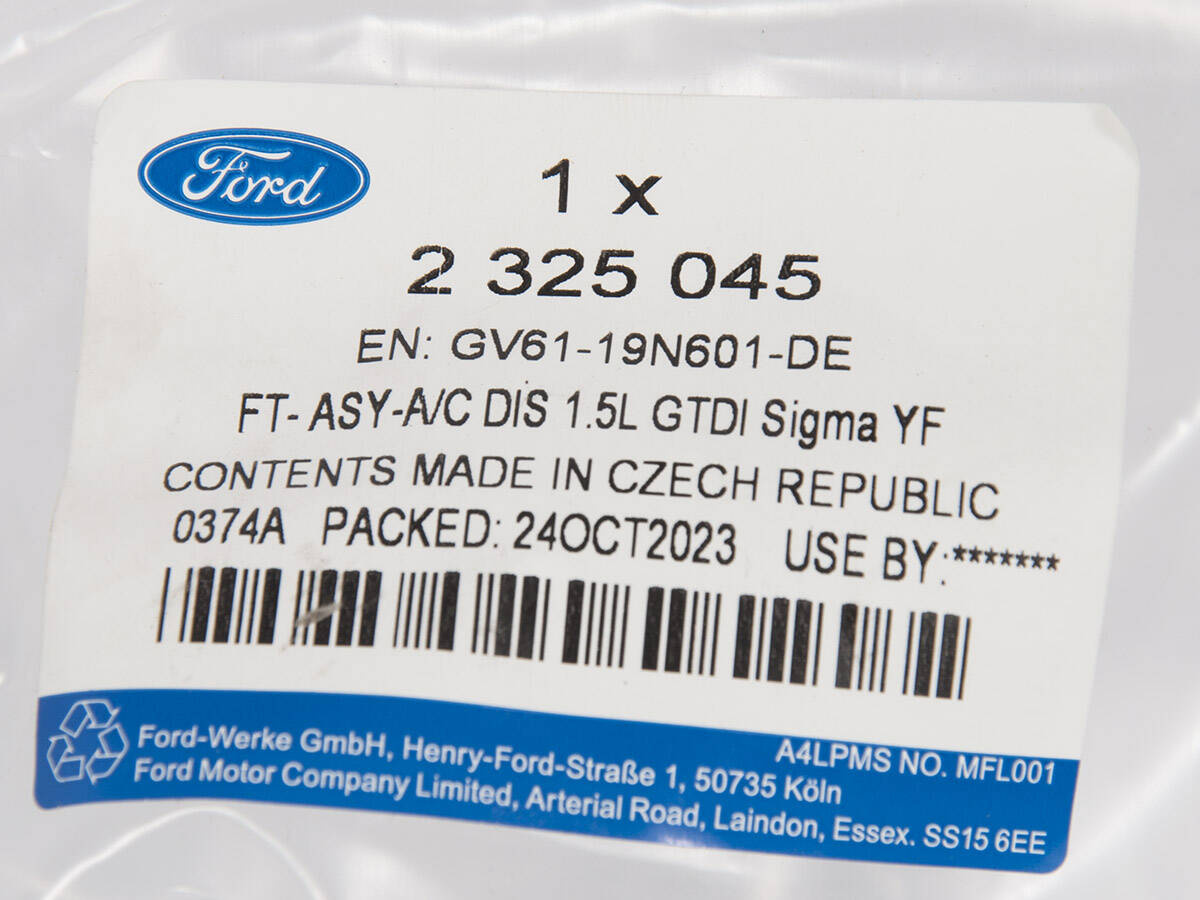 Ford
1 x
2 325 045
EN: GV61-19N601-DE
FT- ASY-A/C DIS 1.5L GTDI Sigma YF
CONTENTS MADE IN CZECH REPUBLIC
0374A PACKED: 24OCT2023 USE BY:*******
A4LPMS NO. MFL001
Ford-Werke GmbH, Henry-Ford-Straße 1, 50735 Köln
Ford Motor Company Limited, Arterial Road, Laindon, Essex. SS15 6EE